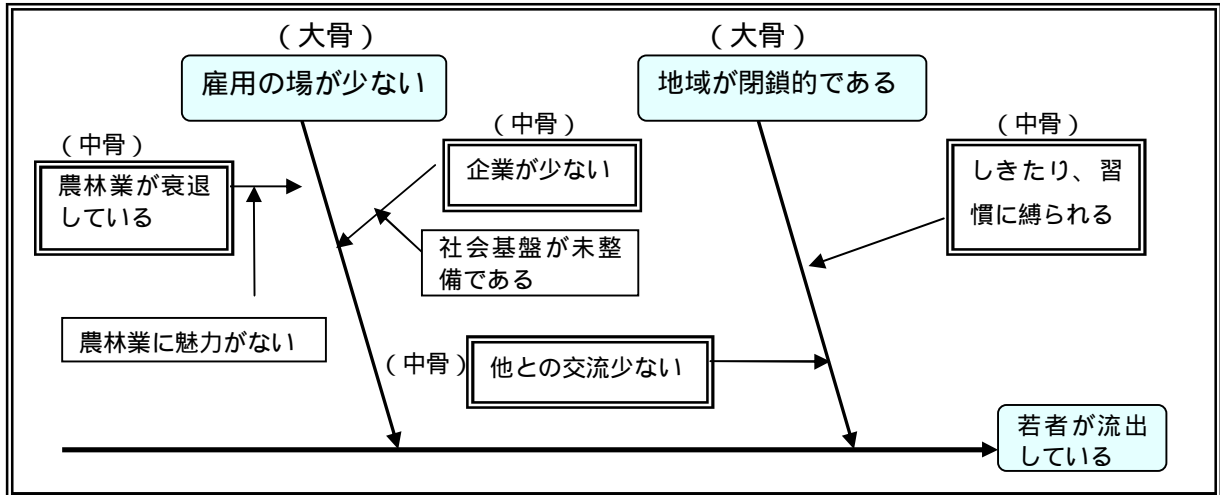 (大骨)
雇用の場が少ない
(大骨)
地域が閉鎖的である
(中骨)
農林業が衰退
している
(中骨)
企業が少ない
(中骨)
しきたり、習
慣に縛られる
社会基盤が未整
備である
農林業に魅力がない
(中骨)
他との交流少ない
若者が流出
している